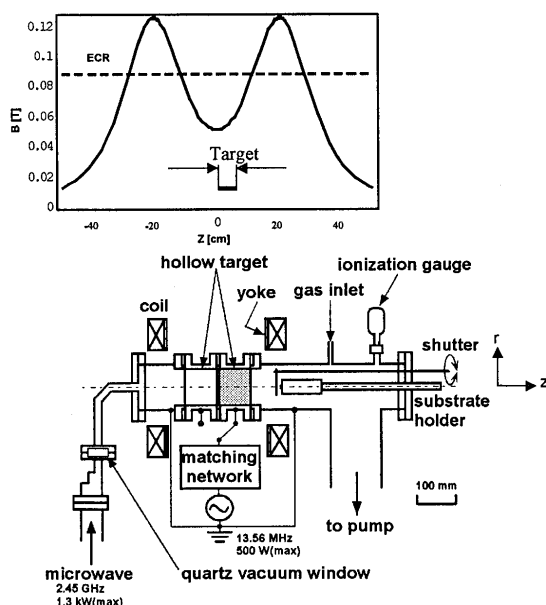 0.12
0.1
0.08
0.06
0.04
0.02
0
B [T]
ECR
Target
-40
-20
0
20
40
Z [cm]
hollow target
ionization gauge
coil
yoke
gas inlet
shutter
r
z
substrate
holder
matching
network
100 mm
13.56 MHz
500 W(max)
to pump
microwave
2.45 GHz
1.3 kW(max)
quartz vacuum window